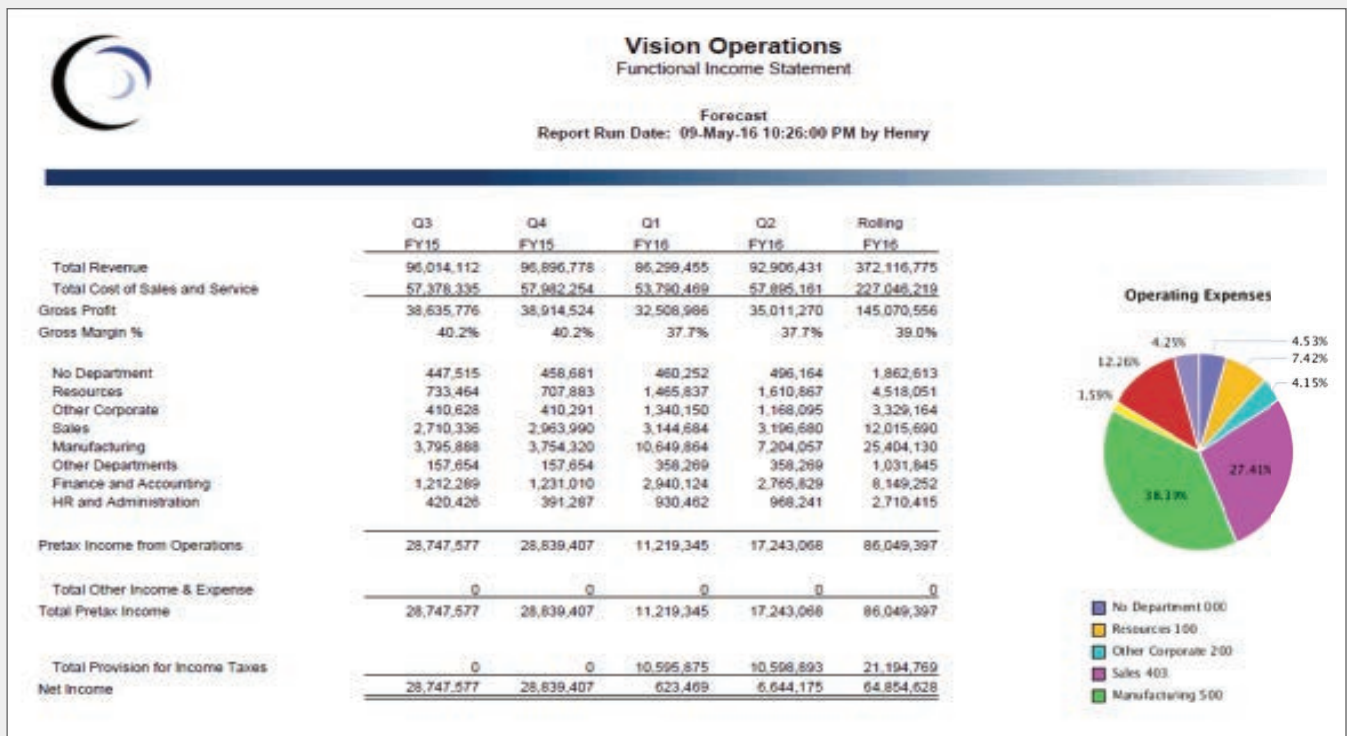 Vision Operations
Functional Income Statement
Forecast
Report Run Date: 09-May-16 10:26:00 PM by Henry
Q3 Q4 Q1 Q2 Rolling
FY15 FY15 FY16 FY16 FY16
Total Revenue 96,014,112 96,896,778 86,299,455 92,906,431 372,116,775
Total Cost of Sales and Service 57,378,335 57,982,254 53,790,469 57,895,161 227,046,219
Gross Profit 38,635,776 38,914,524 32,508,986 35,011,270 145,070,556
Gross Margin % 40.2% 40.2% 37.7% 37.7% 39.0%
No Department 447,515 458,681 460,252 496,164 1,862,613
Resources 733,464 707,883 1,465,837 1,610,867 4,518,051
Other Corporate 410,628 410,291 1,340,150 1,168,095 3,329,164
Sales 2,710,336 2,963,990 3,144,684 3,196,680 12,015,690
Manufacturing 3,795,888 3,754,320 10,649,864 7,204,057 25,404,130
Other Departments 157,654 157,654 358,269 358,269 1,031,845
Finance and Accounting 1,212,289 1,231,010 2,940,124 2,765,829 8,149,252
HR and Administration 420,426 391,287 930,462 968,241 2,710,415
Pretax Income from Operations 28,747,577 28,839,407 11,219,345 17,243,068 86,049,397
Total Other Income & Expense 0 0 0 0 0
Total Pretax Income 28,747,577 28,839,407 11,219,345 17,243,068 86,049,397
Total Provision for Income Taxes 0 0 10,595,875 10,598,893 21,194,769
Net Income 28,747,577 28,839,407 623,469 6,644,175 64,854,628
Operating Expenses
4.25% 4.53%
12.26% 7.42%
4.15%
1.59%
27.41%
No Department 000
Resources 100
Other Corporate 200
Sales 403
Manufacturing 500